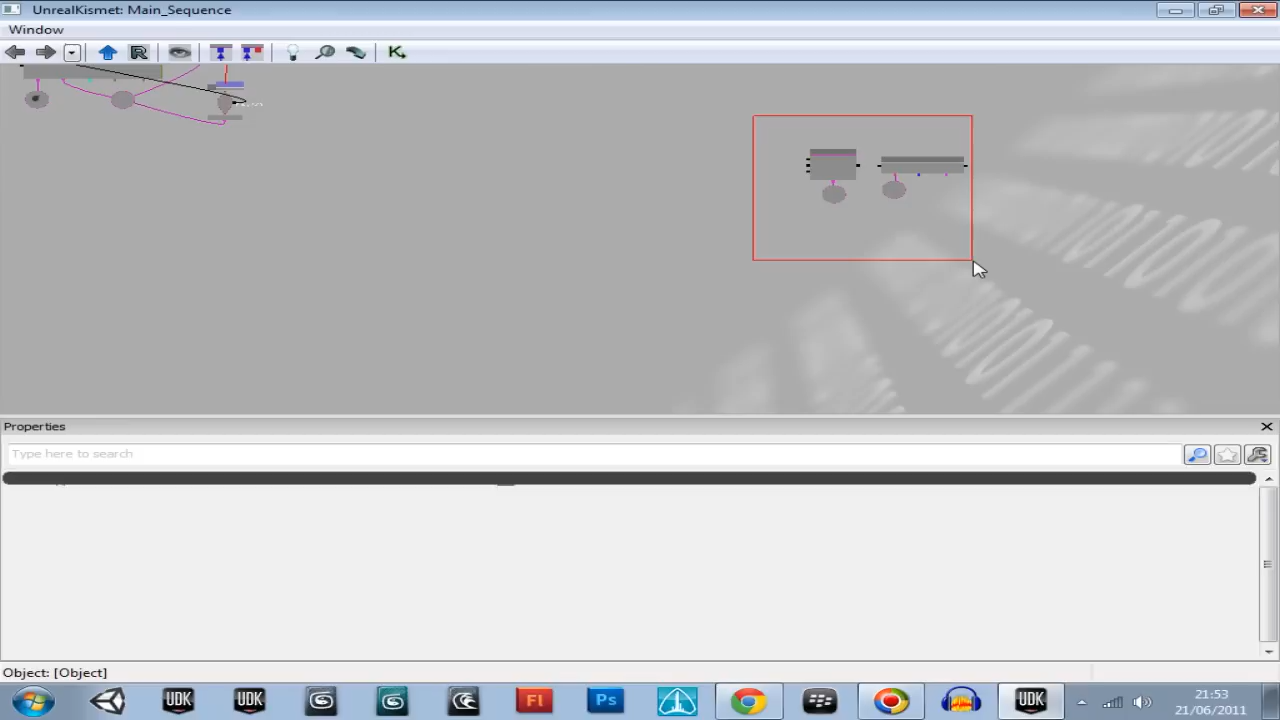 UnrealKismet: Main_Sequence
Window
Properties
Type here to search
Object: [Object]
UDK
UDK
Fl
Ps
UDK
21:53
21/06/2011